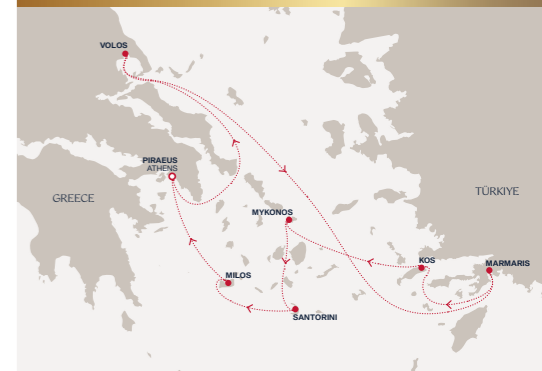 VOLOS
PIRAEUS
ATHENS
GREECE
TÜRKIYE
MYKONOS
KOS
MARMARIS
MILOS
SANTORINI